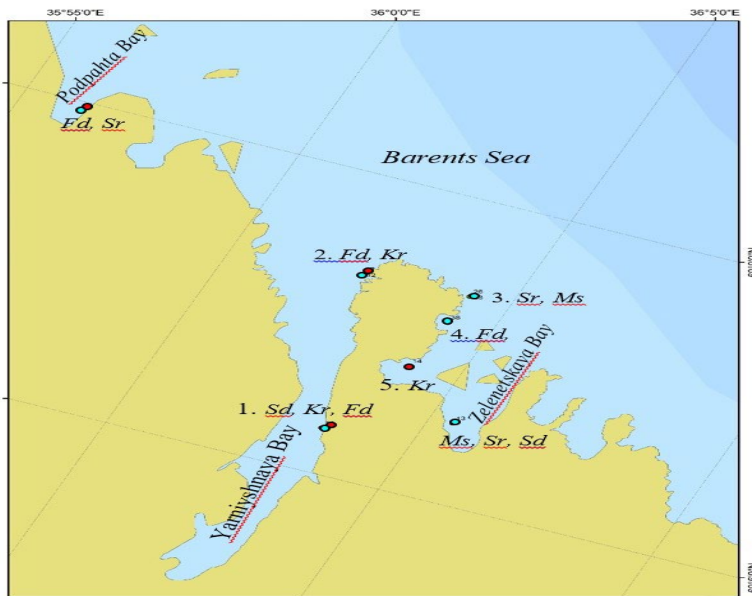 35°55'0"E
36°0'0"E
36°5'0"E
Podpahta Bay
Fd, Sr
Barents Sea
2. Fd, Kr
3. Sr, Ms
4. Fd,
5. Kr
Zelenetskaya Bay
1. Sd, Kr, Fd
Ms, Sr, Sd
Yarnivshnaya Bay